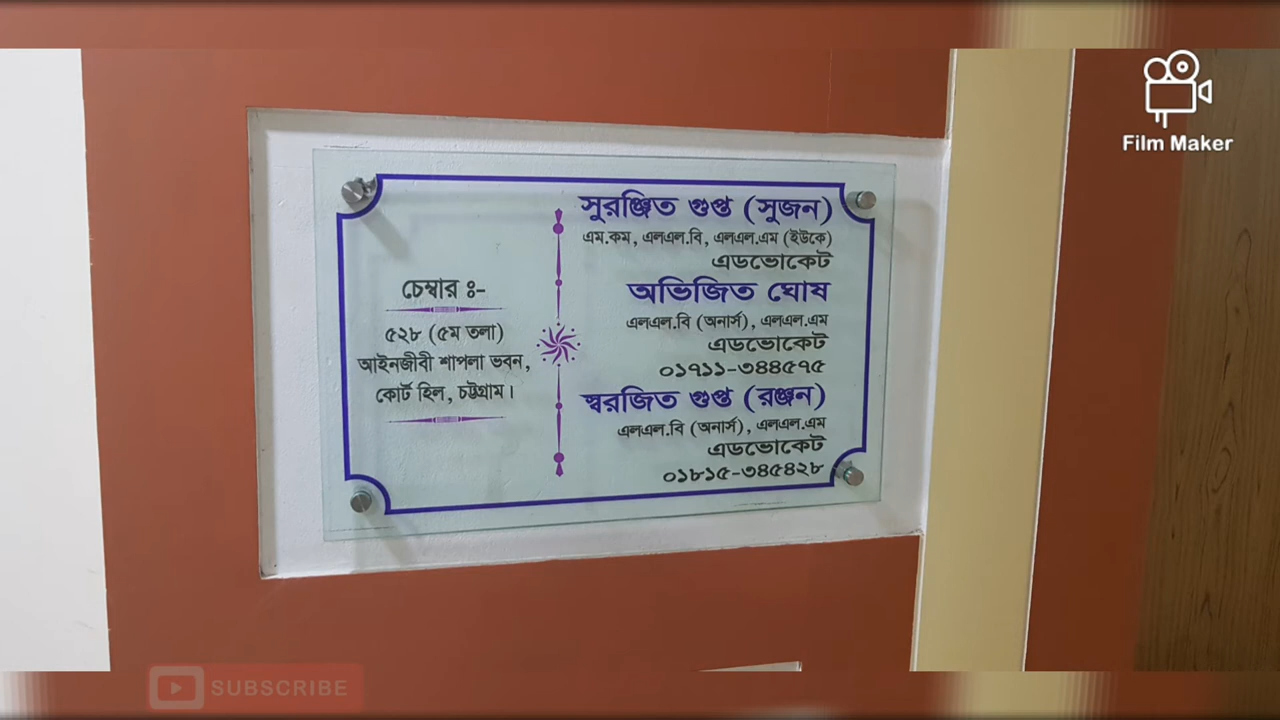 Film Maker
চেম্বার ঃ-
৫২৮ (৫ম তলা)
আইনজীবী শাপলা ভবন,
কোর্ট হিল, চট্টগ্রাম।
সুরঞ্জিত গুপ্ত (সুজন)
এম.কম, এলএল.বি, এলএল.এম (ইউকে)
এডভোকেট
অভিজিত ঘোষ
এলএল.বি (অনার্স), এলএল.এম
এডভোকেট
০১৭১১-৩৪৪৫৭৫
স্বরজিত গুপ্ত (রঞ্জন)
এলএল.বি (অনার্স), এলএল.এম
এডভোকেট
০১৮১৫-৩৪৫৪২৮
SUBSCRIBE